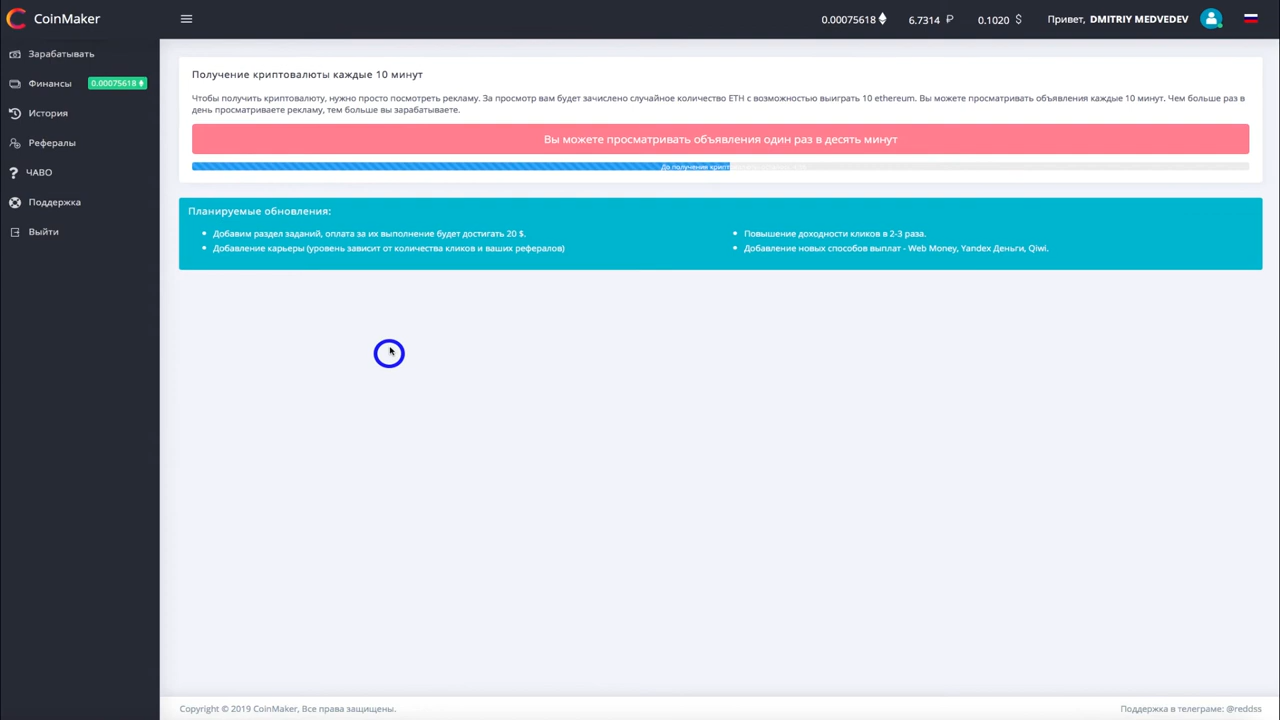 CoinMaker
0.00075618
6.7314 ₽
0.1020 $
Привет, DMITRIY MEDVEDEV
Зарабатывать
Финансы 0.00075618
История
Рефералы
ЧАВО
Поддержка
Выйти
Получение криптовалюты каждые 10 минут
Чтобы получить криптовалюту, нужно просто посмотреть рекламу. За просмотр вам будет зачислено случайное количество ETH с возможностью выиграть 10 ethereum. Вы можете просматривать объявления каждые 10 минут. Чем больше раз в
день просматриваете рекламу, тем больше вы зарабатываете.
Вы можете просматривать объявления один раз в десять минут
До получения
Планируемые обновления:
Добавим раздел заданий, оплата за их выполнение будет достигать 20 $.
Добавление карьеры (уровень зависит от количества кликов и ваших рефералов)
Повышение доходности кликов в 2-3 раза.
Добавление новых способов выплат - Web Money, Yandex Деньги, Qiwi.
Copyright © 2019 CoinMaker, Все права защищены.
Поддержка в телеграме: @reddss